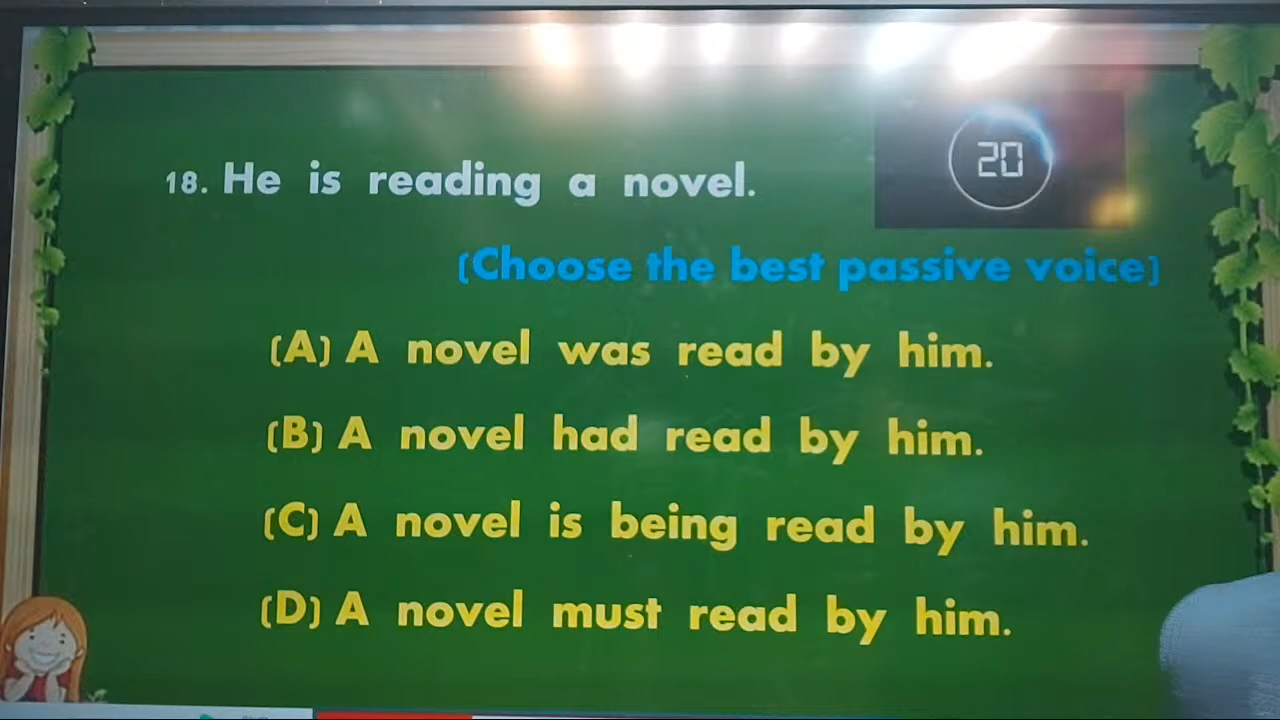 18. He is reading a novel.
20
(Choose the best passive voice)
(A) A novel was read by him.
(B) A novel had read by him.
(C) A novel is being read by him.
(D) A novel must read by him.